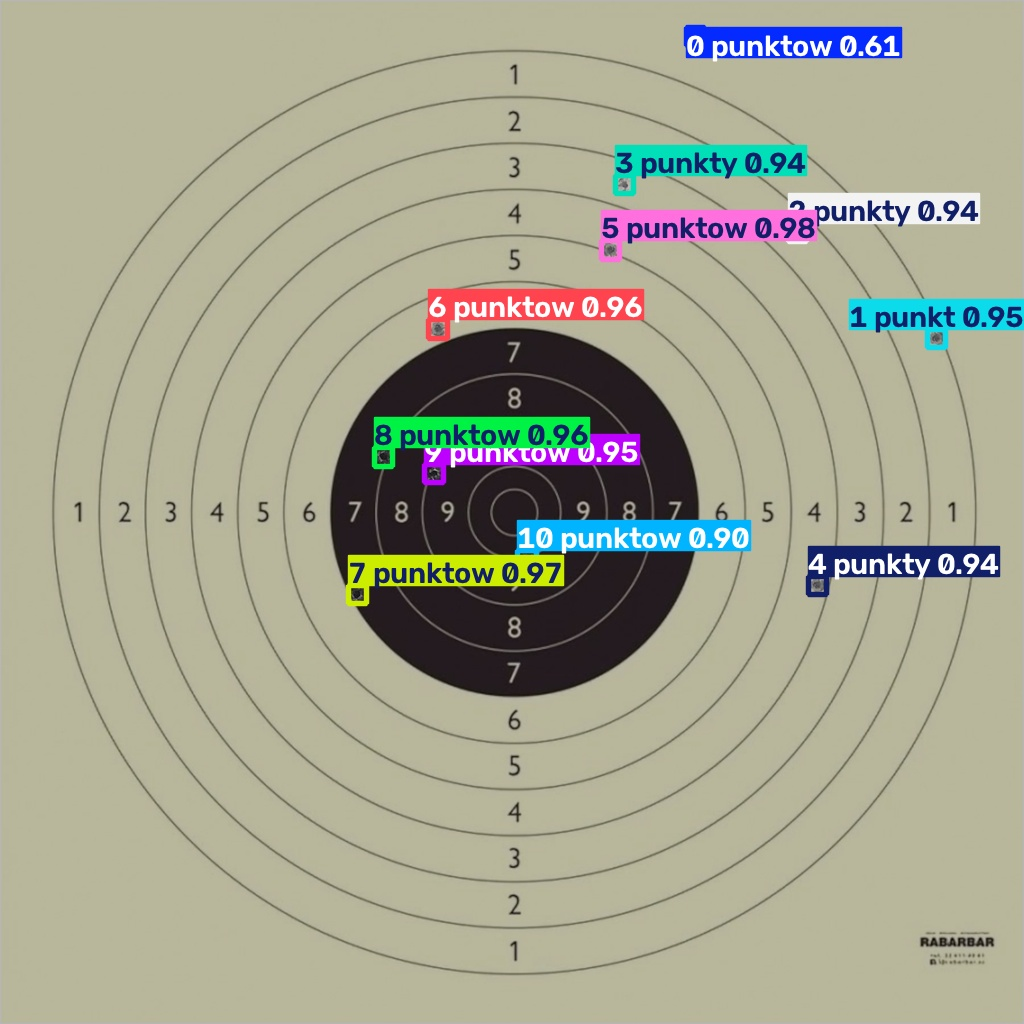 0 punktow 0.61
1
2
3 punkty 0.94
3
punkty 0.94
4
5 punktow 0.98
5
6 punktow 0.96
1 punkt 0.95
7
8
8 punktow 0.96
9 punktow 0.95
1 2 3 4 5 6 7 8 9 9 8 7 6 5 4 3 2 1
10 punktow 0.90
4 punkty 0.94
7 punktow 0.97
8
7
6
5
4
3
2
1
RABARBAR